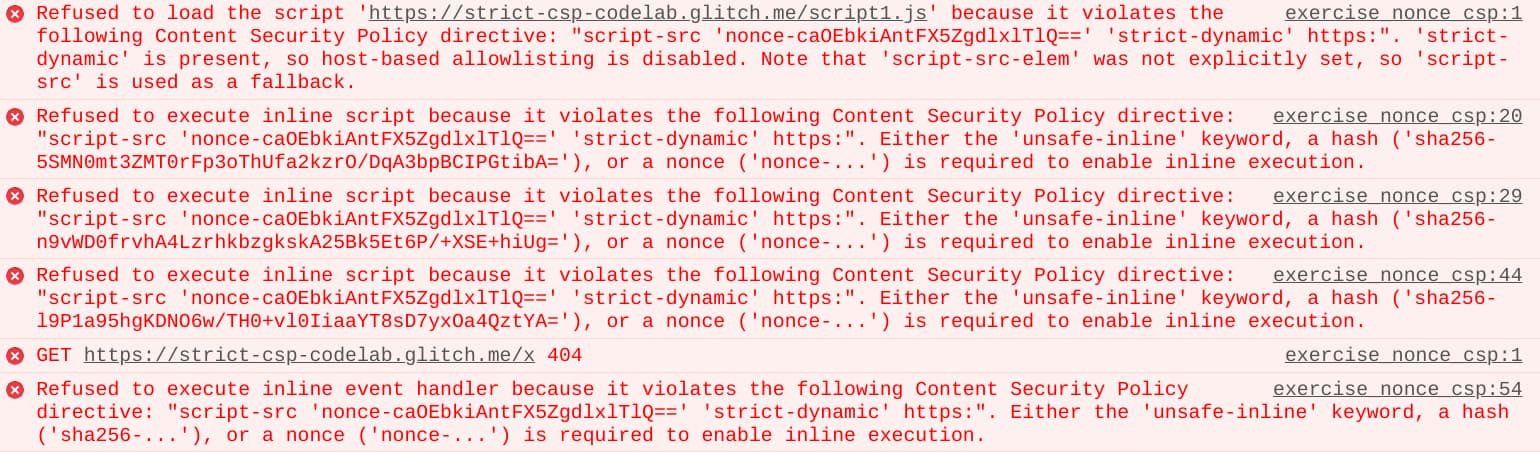 Refused to load the script 'https://strict-csp-codelab.glitch.me/script1.js' because it violates the exercise nonce csp:1
following Content Security Policy directive: "script-src 'nonce-caOEbkiAntFX5ZgdlxlTlQ==' 'strict-dynamic' https:". 'strict-
dynamic' is present, so host-based allowlisting is disabled. Note that 'script-src-elem' was not explicitly set, so 'script-
src' is used as a fallback.
Refused to execute inline script because it violates the following Content Security Policy directive: exercise nonce csp:20
"script-src 'nonce-caOEbkiAntFX5ZgdlxlTlQ==' 'strict-dynamic' https:". Either the 'unsafe-inline' keyword, a hash ('sha256-
5SMN0mt3ZMT0rFp3oThUfa2kzrO/DqA3bpBCIPGtibA='), or a nonce ('nonce-...') is required to enable inline execution.
Refused to execute inline script because it violates the following Content Security Policy directive: exercise nonce csp:29
"script-src 'nonce-caOEbkiAntFX5ZgdlxlTlQ==' 'strict-dynamic' https:". Either the 'unsafe-inline' keyword, a hash ('sha256-
n9vWD0frvhA4LzrhkbzgkskA25Bk5Et6P/+XSE+hiUg='), or a nonce ('nonce-...') is required to enable inline execution.
Refused to execute inline script because it violates the following Content Security Policy directive: exercise nonce csp:44
"script-src 'nonce-caOEbkiAntFX5ZgdlxlTlQ==' 'strict-dynamic' https:". Either the 'unsafe-inline' keyword, a hash ('sha256-
l9P1a95hgKDNO6w/TH0+vl0IiaaYT8sD7yxOa4QztYA='), or a nonce ('nonce-...') is required to enable inline execution.
GET https://strict-csp-codelab.glitch.me/x 404 exercise nonce csp:1
Refused to execute inline event handler because it violates the following Content Security Policy exercise nonce csp:54
directive: "script-src 'nonce-caOEbkiAntFX5ZgdlxlTlQ==' 'strict-dynamic' https:". Either the 'unsafe-inline' keyword, a hash
('sha256-...'), or a nonce ('nonce-...') is required to enable inline execution.